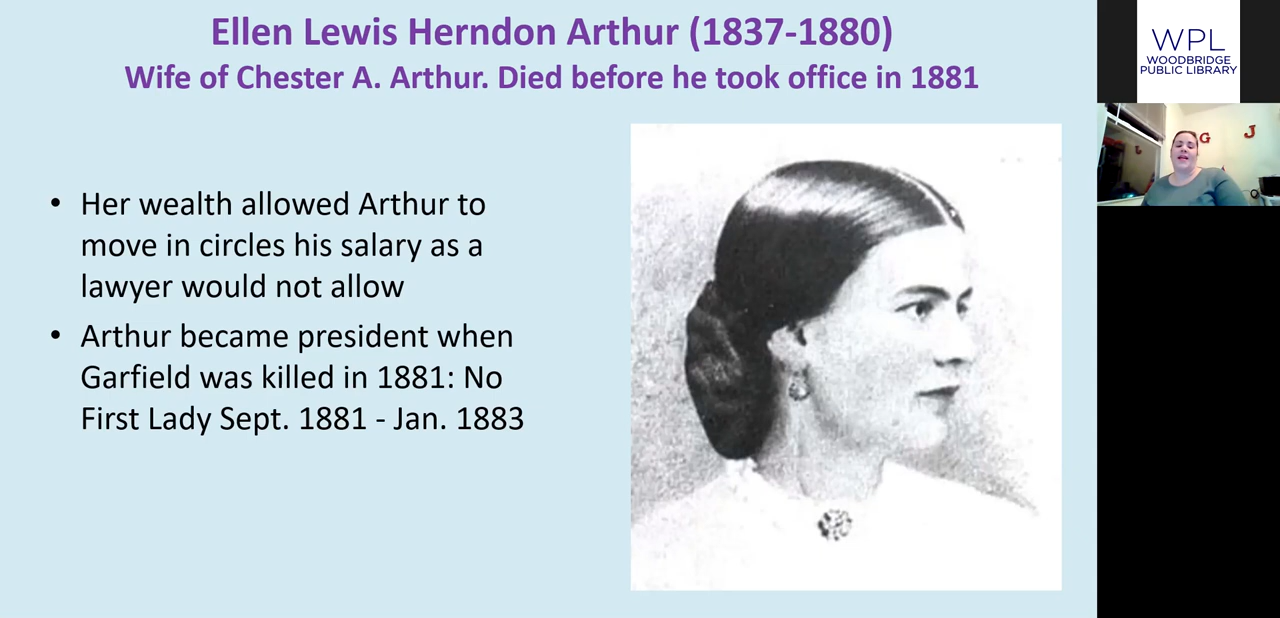 Ellen Lewis Herndon Arthur (1837-1880)
Wife of Chester A. Arthur. Died before he took office in 1881
• Her wealth allowed Arthur to
move in circles his salary as a
lawyer would not allow
• Arthur became president when
Garfield was killed in 1881: No
First Lady Sept. 1881 - Jan. 1883
WPL
WOODBRIDGE
PUBLIC LIBRARY
G J